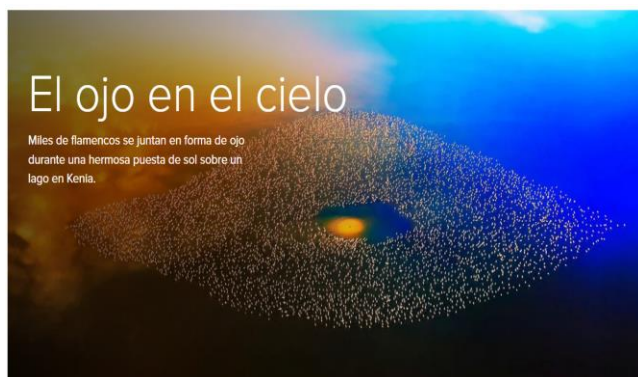 El ojo en el cielo
Miles de flamencos se juntan en forma de ojo
durante una hermosa puesta de sol sobre un
lago en Kenia.